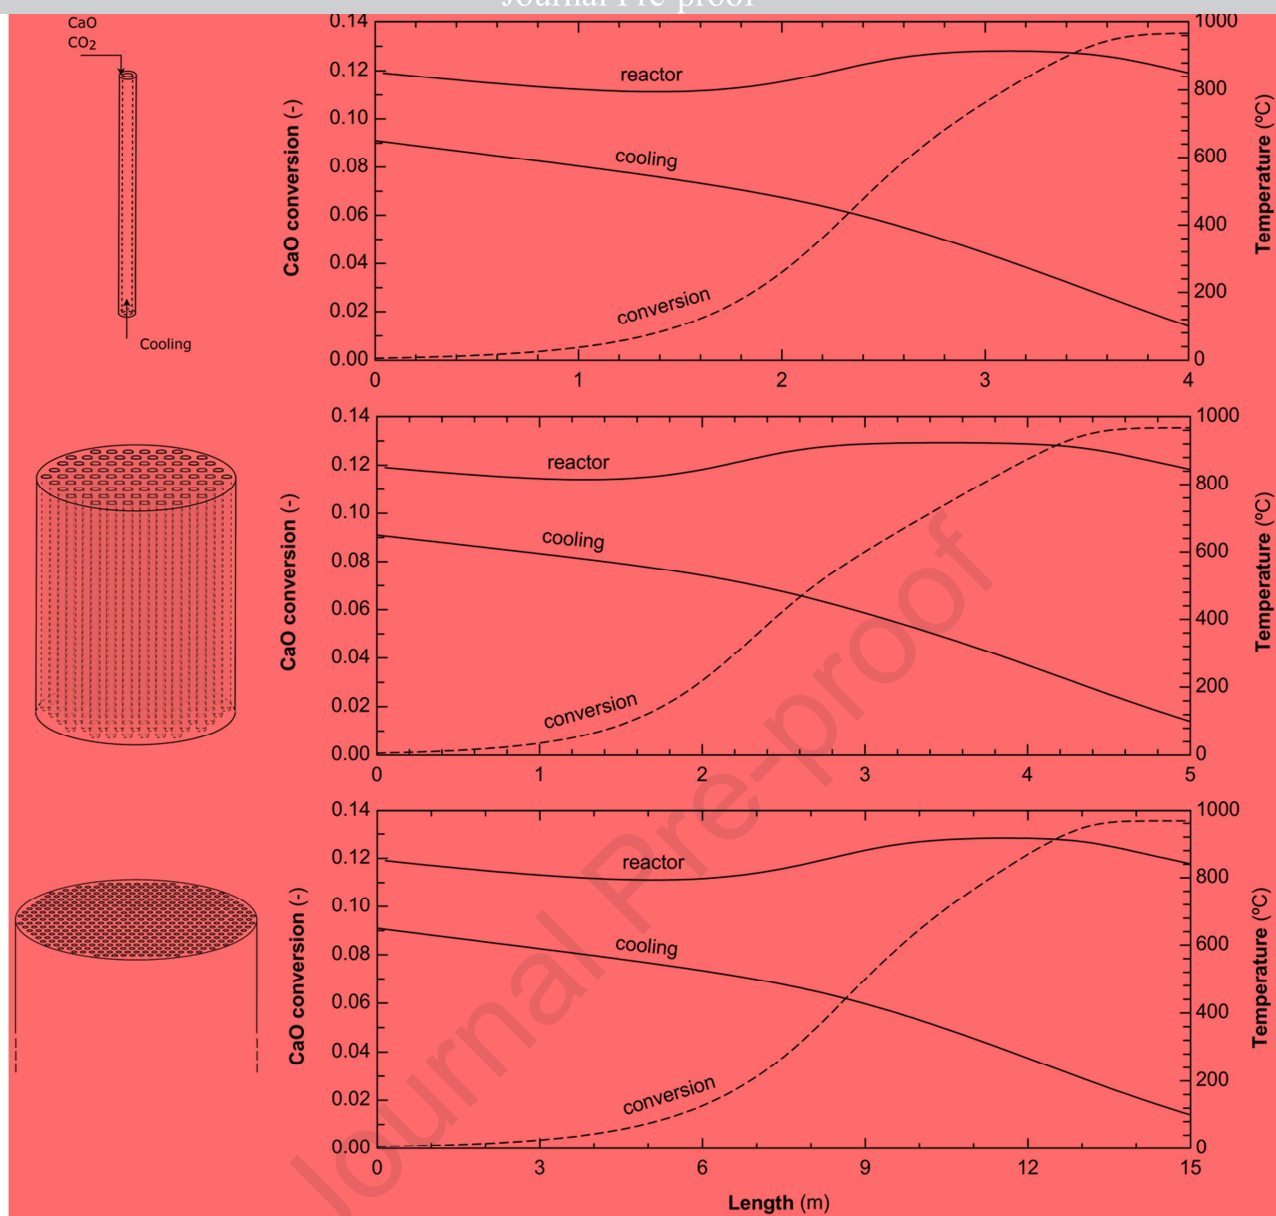 Journal Pre-proof
CaO
CO2
Cooling
CaO conversion (-)
0.14
0.12
0.10
0.08
0.06
0.04
0.02
0.00
reactor
cooling
conversion
1000
800
600
400
200
0
Temperature (ºC)
0 1 2 3 4
CaO conversion (-)
0.14
0.12
0.10
0.08
0.06
0.04
0.02
0.00
reactor
cooling
conversion
1000
800
600
400
200
0
Temperature (ºC)
0 1 2 3 4 5
CaO conversion (-)
0.14
0.12
0.10
0.08
0.06
0.04
0.02
0.00
reactor
cooling
conversion
1000
800
600
400
200
0
Temperature (ºC)
0 3 6 9 12 15
Length (m)
Journal Pre-proof